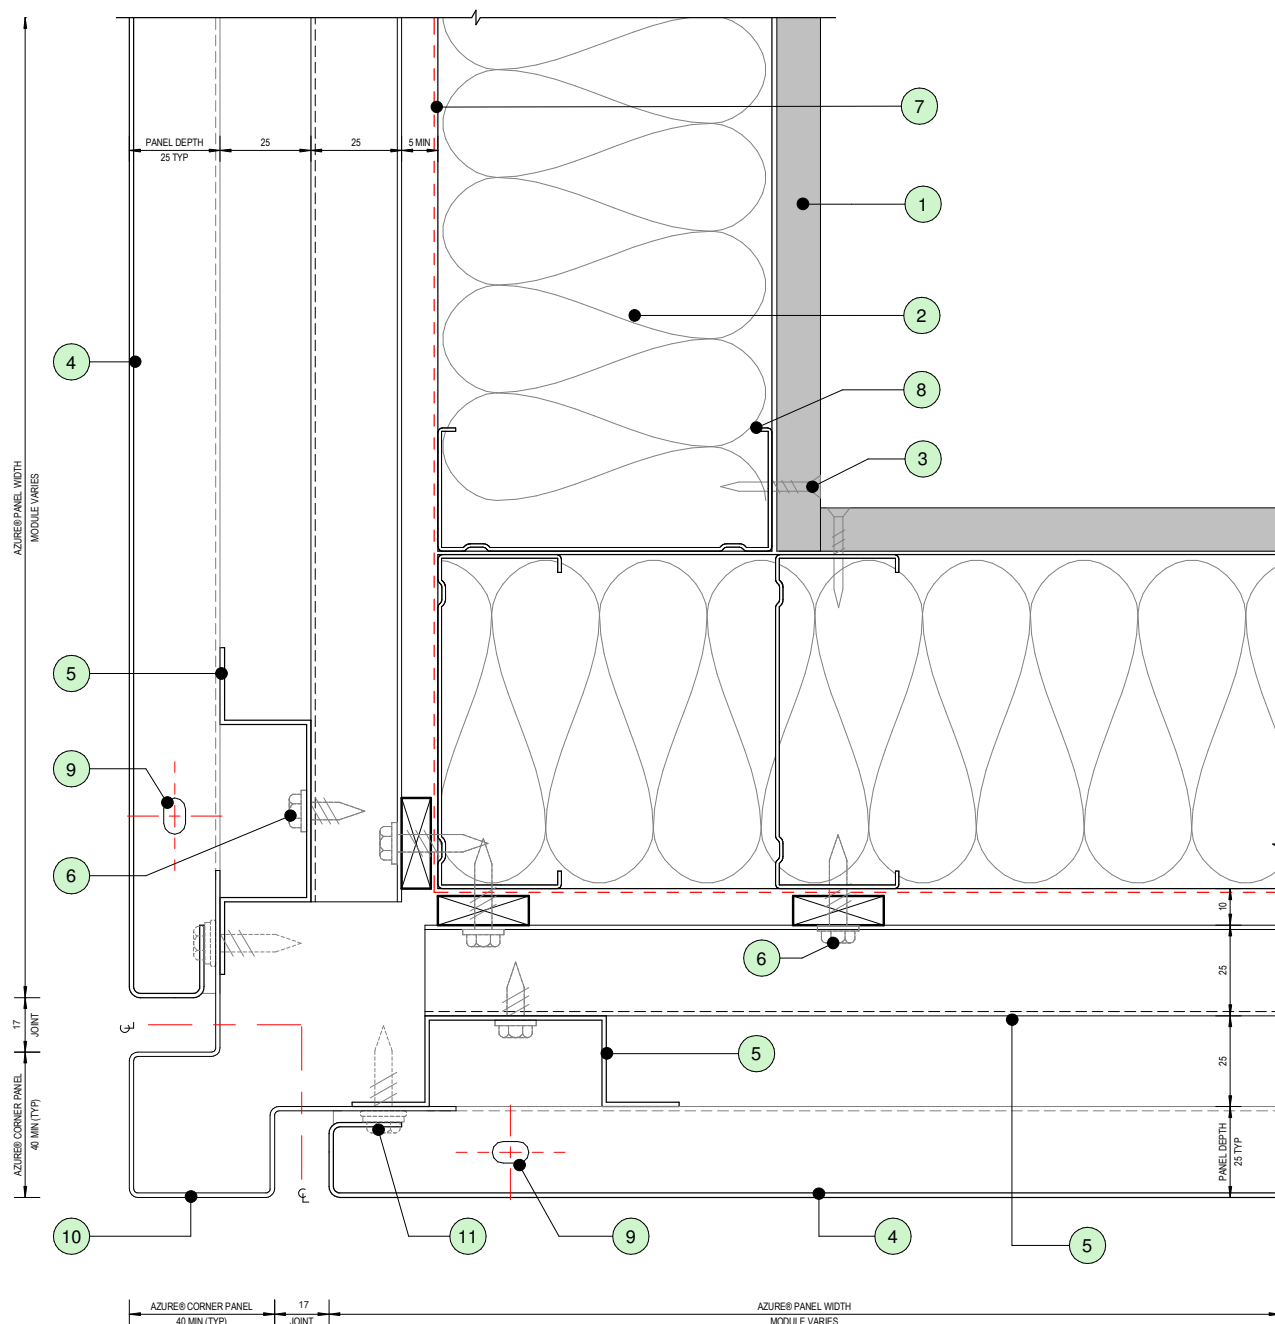 7
PANEL DEPTH
25 TYP
25
25
5 MIN
1
2
4
8
3
AZURE® PANEL WIDTH
MODULE VARIES
5
9
6
6
10
25
17
JOINT
℄
5
25
AZURE® CORNER PANEL
40 MIN (TYP)
PANEL DEPTH
25 TYP
℄
10
11
9
4
5
AZURE® CORNER PANEL
40 MIN (TYP)
17
JOINT
AZURE® PANEL WIDTH
MODULE VARIES